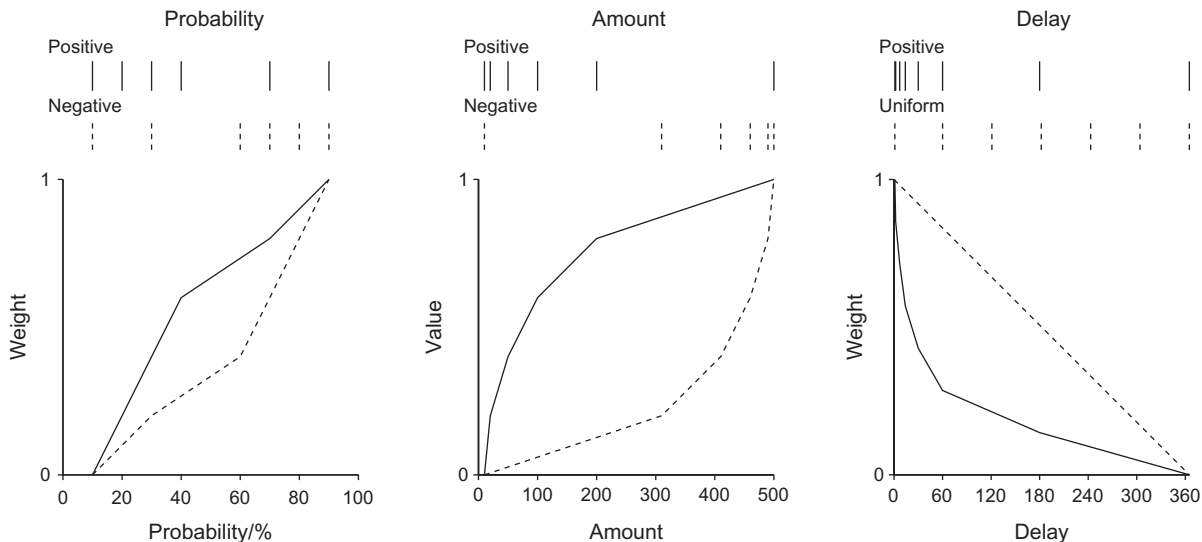 Probability
Positive
Negative
1
0
Weight
0 20 40 60 80 100
Probability/%
Amount
Positive
Negative
1
0
Value
0 100 200 300 400 500
Amount
Delay
Positive
Uniform
1
0
Weight
0 60 120 180 240 300 360
Delay